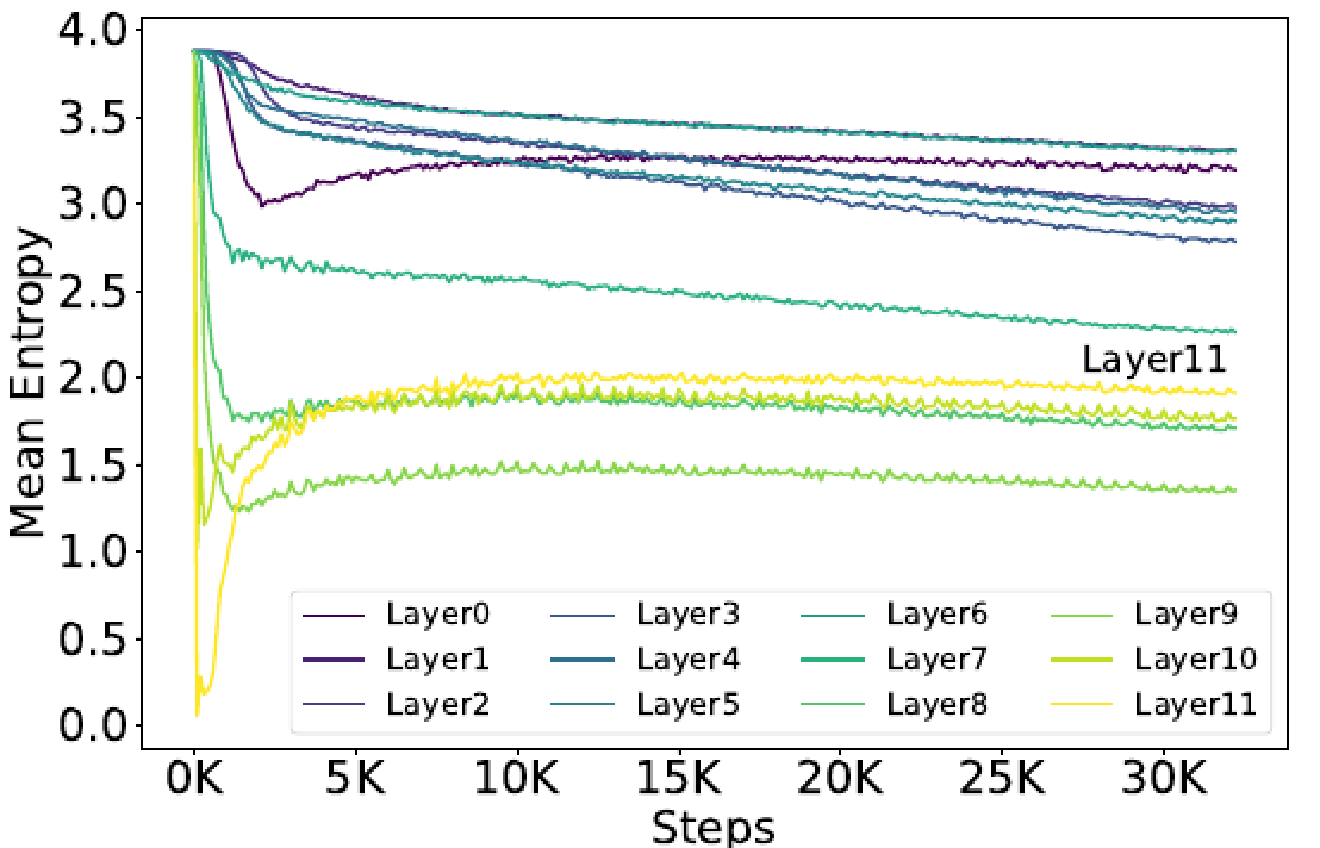 4.0
3.5
3.0
2.5
2.0
1.5
1.0
0.5
0.0
Mean Entropy
Layer11
Layer0 Layer3 Layer6 Layer9
Layer1 Layer4 Layer7 Layer10
Layer2 Layer5 Layer8 Layer11
0K 5K 10K 15K 20K 25K 30K
Steps